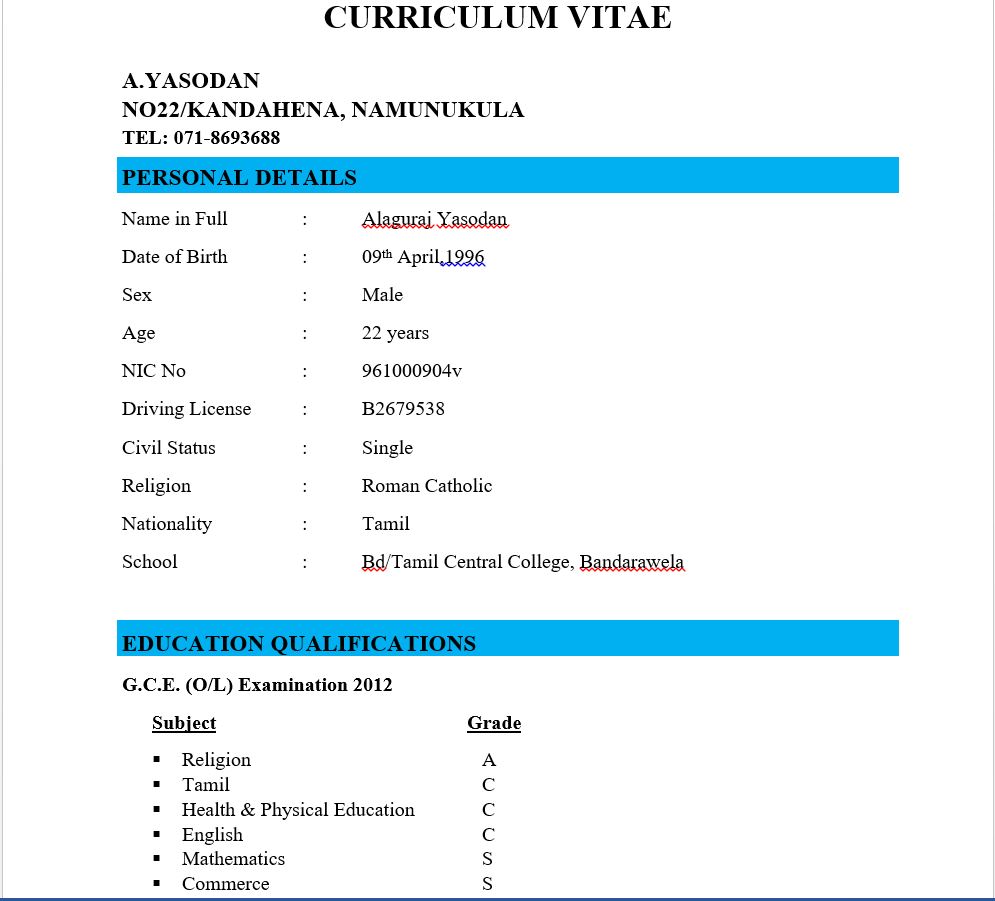 CURRICULUM VITAE
A.YASODAN
NO22/KANDAHENA, NAMUNUKULA
TEL: 071-8693688
PERSONAL DETAILS
Name in Full : Alaguraj Yasodan
Date of Birth : 09th April,1996
Sex : Male
Age : 22 years
NIC No : 961000904v
Driving License : B2679538
Civil Status : Single
Religion : Roman Catholic
Nationality : Tamil
School : Bd/Tamil Central College, Bandarawela
EDUCATION QUALIFICATIONS
G.C.E. (O/L) Examination 2012
Subject Grade
▪ Religion A
▪ Tamil C
▪ Health & Physical Education C
▪ English C
▪ Mathematics S
▪ Commerce S